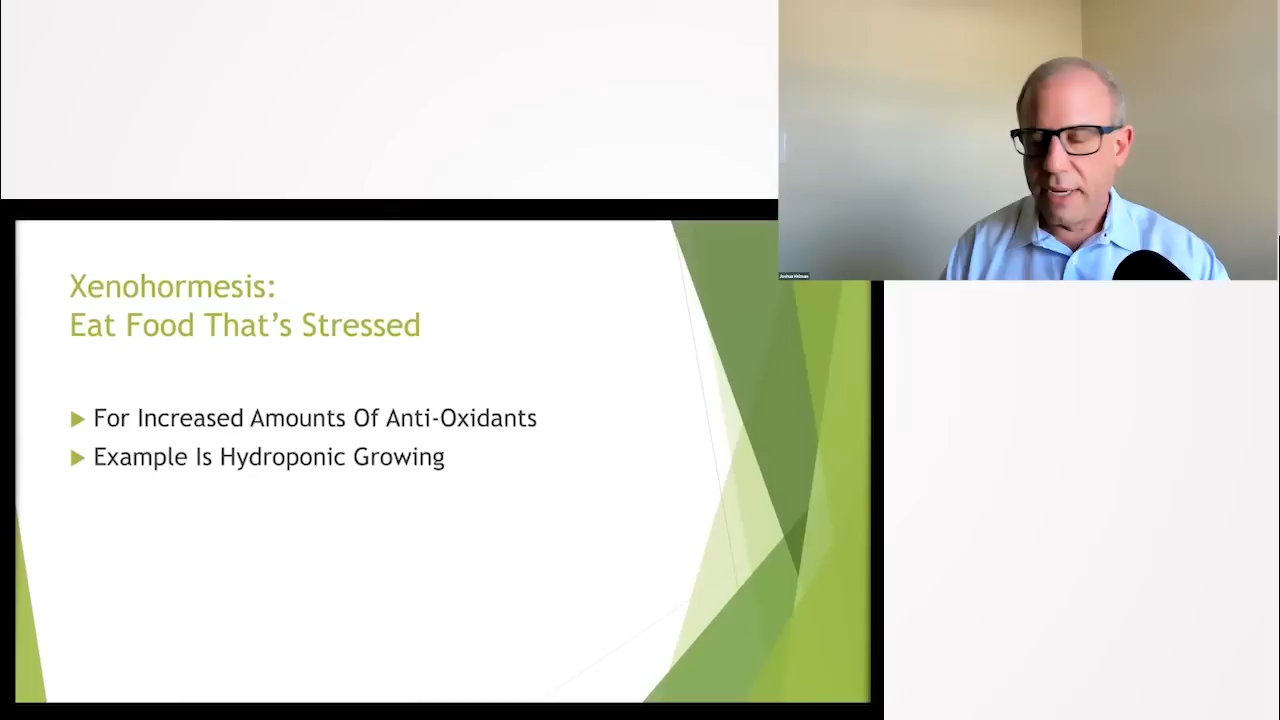 Xenohormesis:
Eat Food That's Stressed
For Increased Amounts Of Anti-Oxidants
Example Is Hydroponic Growing